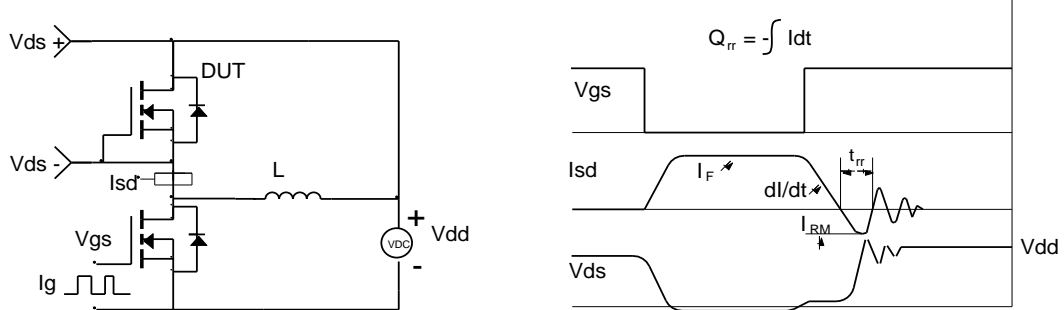 Vds +
DUT
Vds -
Isd
L
Vgs
+
VDC
Vdd
-
Ig
Qrr = -∫ Idt
Vgs
Isd
IF
dI/dt
trr
IRM
Vds
Vdd